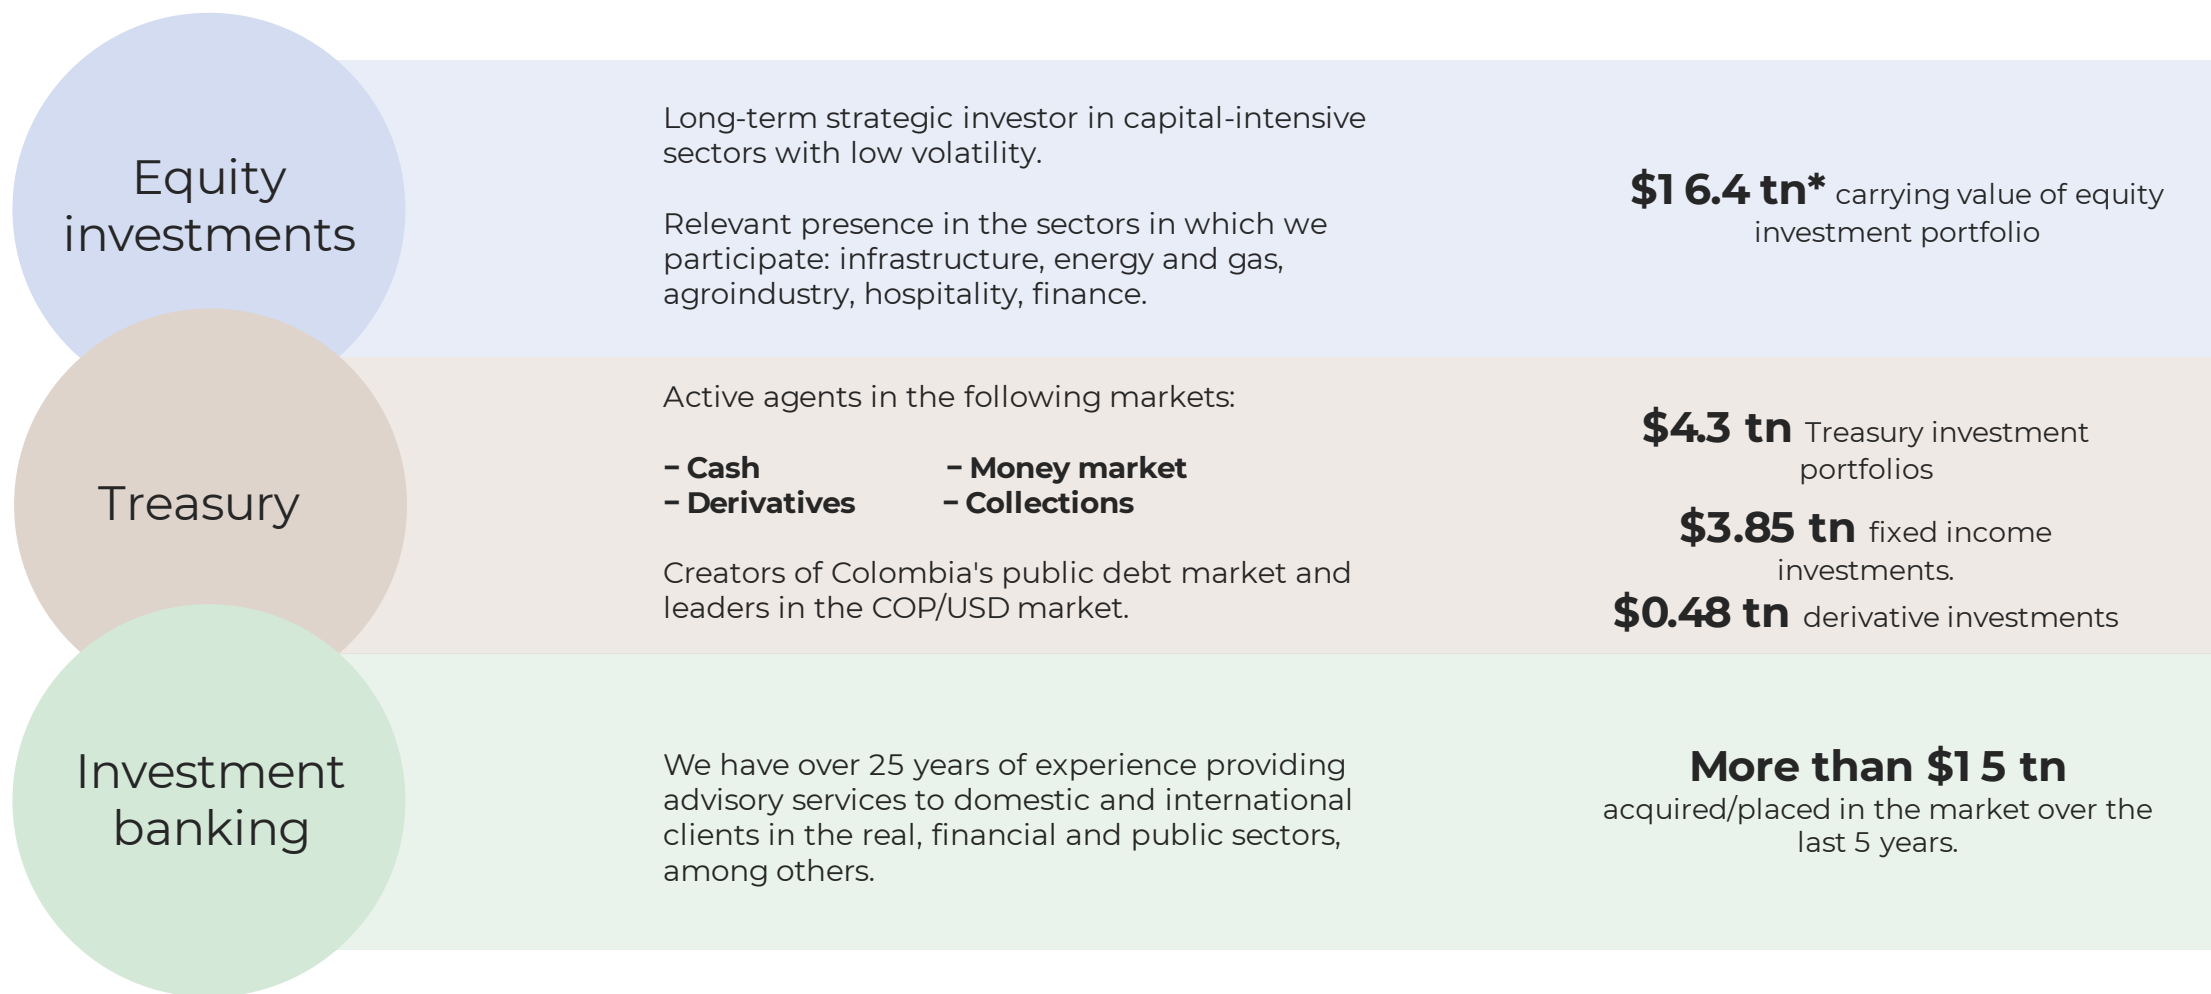 Equity
investments
Long-term strategic investor in capital-intensive
sectors with low volatility.
Relevant presence in the sectors in which we
participate: infrastructure, energy and gas,
agroindustry, hospitality, finance.
$1 6.4 tn* carrying value of equity
investment portfolio
Treasury
Active agents in the following markets:
– Cash – Money market
– Derivatives – Collections
Creators of Colombia's public debt market and
leaders in the COP/USD market.
$4.3 tn Treasury investment
portfolios
$3.85 tn fixed income
investments.
$0.48 tn derivative investments
Investment
banking
We have over 25 years of experience providing
advisory services to domestic and international
clients in the real, financial and public sectors,
among others.
More than $1 5 tn
acquired/placed in the market over the
last 5 years.